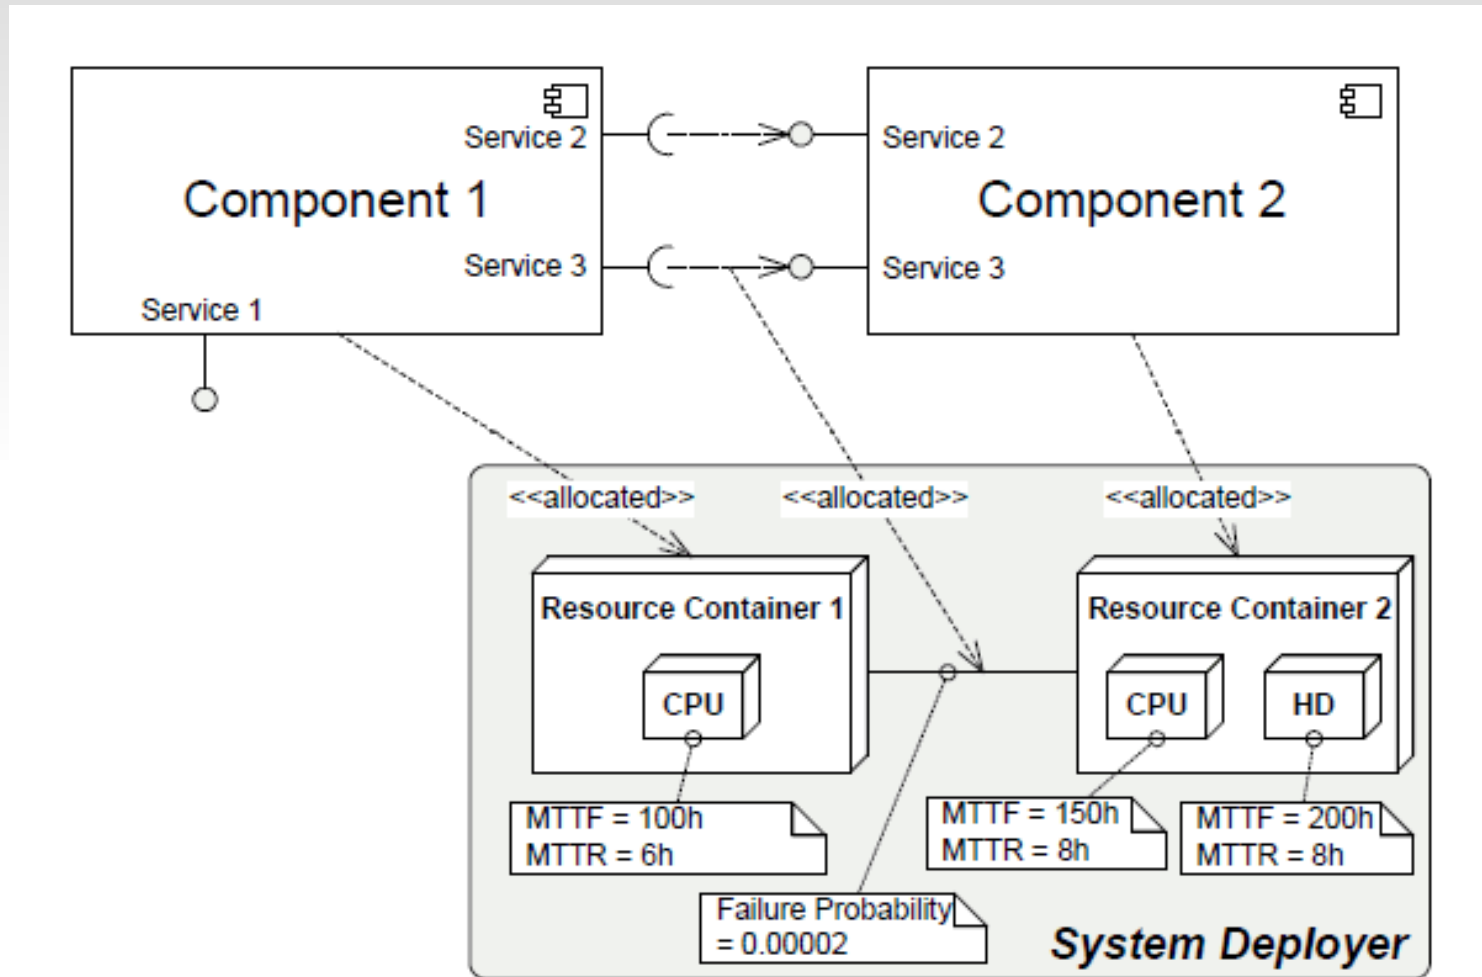 Service 2
Service 2
Component 1
Component 2
Service 3
Service 3
Service 1
<<allocated>>
<<allocated>>
<<allocated>>
Resource Container 1
Resource Container 2
CPU
CPU
HD
MTTF = 100h
MTTR = 6h
MTTF = 150h
MTTR = 8h
MTTF = 200h
MTTR = 8h
Failure Probability
= 0.00002
System Deployer